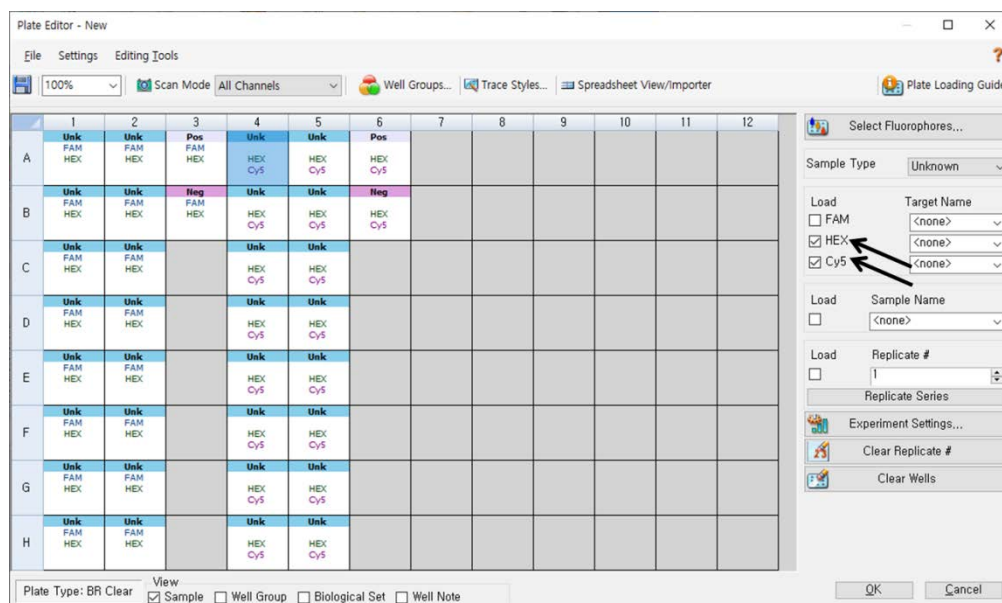 Plate Editor - New
File Settings Editing Tools ?
100% Scan Mode All Channels Well Groups... Trace Styles... Spreadsheet View/Importer Plate Loading Guide
1 2 3 4 5 6 7 8 9 10 11 12
Unk Unk Pos Unk Unk Pos
FAM FAM FAM
A HEX HEX HEX HEX HEX HEX
Cy5 Cy5 Cy5
Unk Unk Neg Unk Unk Neg
FAM FAM FAM
B HEX HEX HEX HEX HEX HEX
Cy5 Cy5 Cy5
Unk Unk Unk Unk
FAM FAM
C HEX HEX HEX HEX
Cy5 Cy5
Unk Unk Unk Unk
FAM FAM
D HEX HEX HEX HEX
Cy5 Cy5
Unk Unk Unk Unk
FAM FAM
E HEX HEX HEX HEX
Cy5 Cy5
Unk Unk Unk Unk
FAM FAM
F HEX HEX HEX HEX
Cy5 Cy5
Unk Unk Unk Unk
FAM FAM
G HEX HEX HEX HEX
Cy5 Cy5
Unk Unk Unk Unk
FAM FAM
H HEX HEX HEX HEX
Cy5 Cy5
Select Fluorophores...
Sample Type Unknown
Load Target Name
FAM <none>
HEX <none>
Cy5 <none>
Load Sample Name
<none>
Load Replicate #
1
Replicate Series
Experiment Settings...
Clear Replicate #
Clear Wells
Plate Type: BR Clear
View
Sample Well Group Biological Set Well Note
OK Cancel